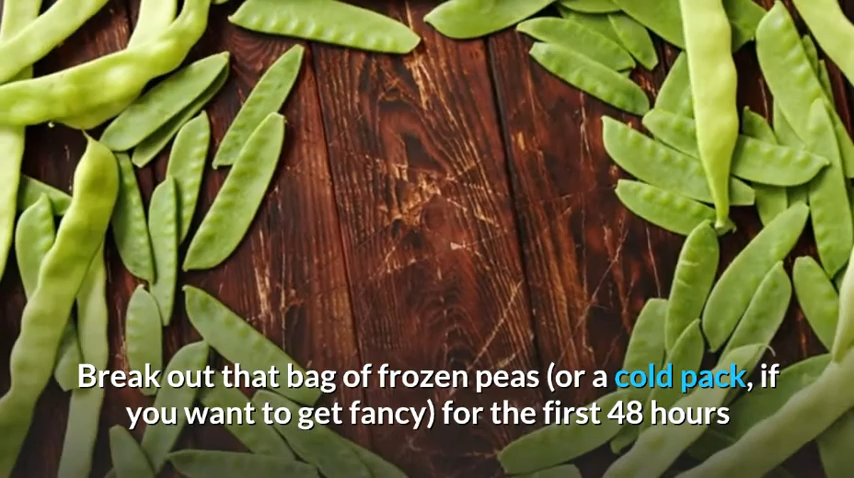 Break out that bag of frozen peas (or a cold pack, if
you want to get fancy) for the first 48 hours